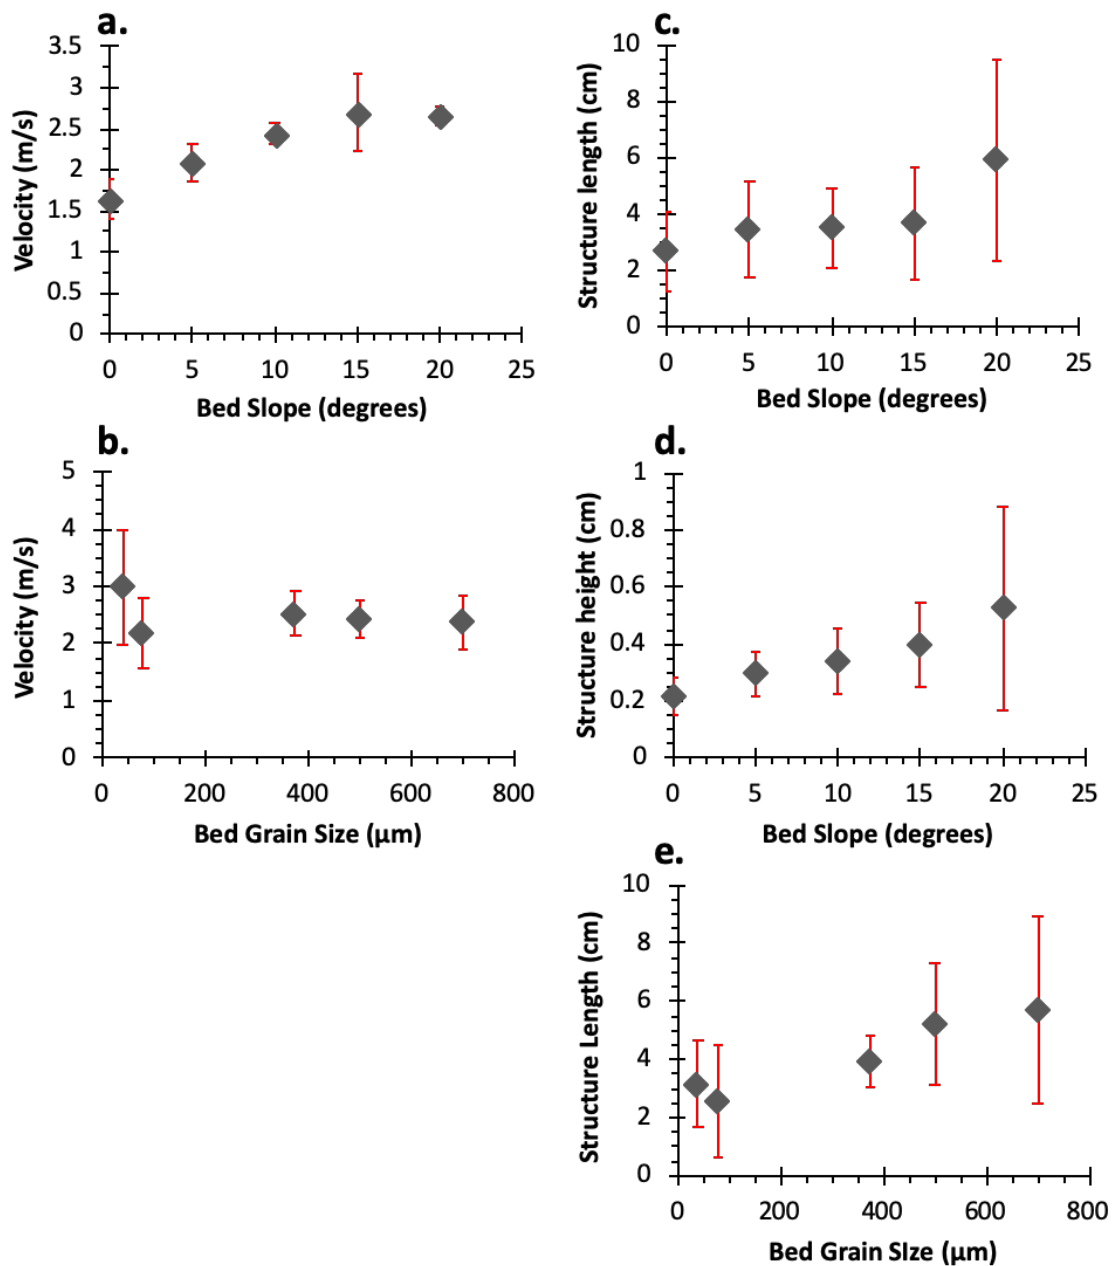 a.
3.5
3
2.5
2
1.5
1
0.5
0
Velocity (m/s)
0 5 10 15 20 25
Bed Slope (degrees)
b.
5
4
3
2
1
0
Velocity (m/s)
0 200 400 600 800
Bed Grain Size (μm)
c.
10
8
6
4
2
0
Structure length (cm)
0 5 10 15 20 25
Bed Slope (degrees)
d.
1
0.8
0.6
0.4
0.2
0
Structure height (cm)
0 5 10 15 20 25
Bed Slope (degrees)
e.
10
8
6
4
2
0
Structure Length (cm)
0 200 400 600 800
Bed Grain SIze (μm)